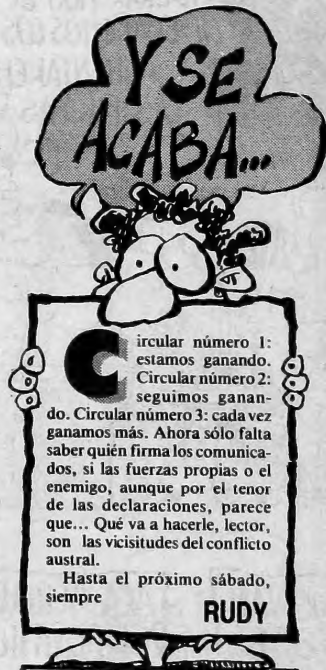 Y SE
ACABA...
Circular número 1:
estamos ganando.
Circular número 2:
seguimos ganan-
do. Circular número 3: cada vez
ganamos más. Ahora sólo falta
saber quién firma los comunica-
dos, si las fuerzas propias o el
enemigo, aunque por el tenor
de las declaraciones, parece
que... Qué va a hacerle, lector,
son las vicisitudes del conflicto
austral.
Hasta el próximo sábado,
siempre
RUDY